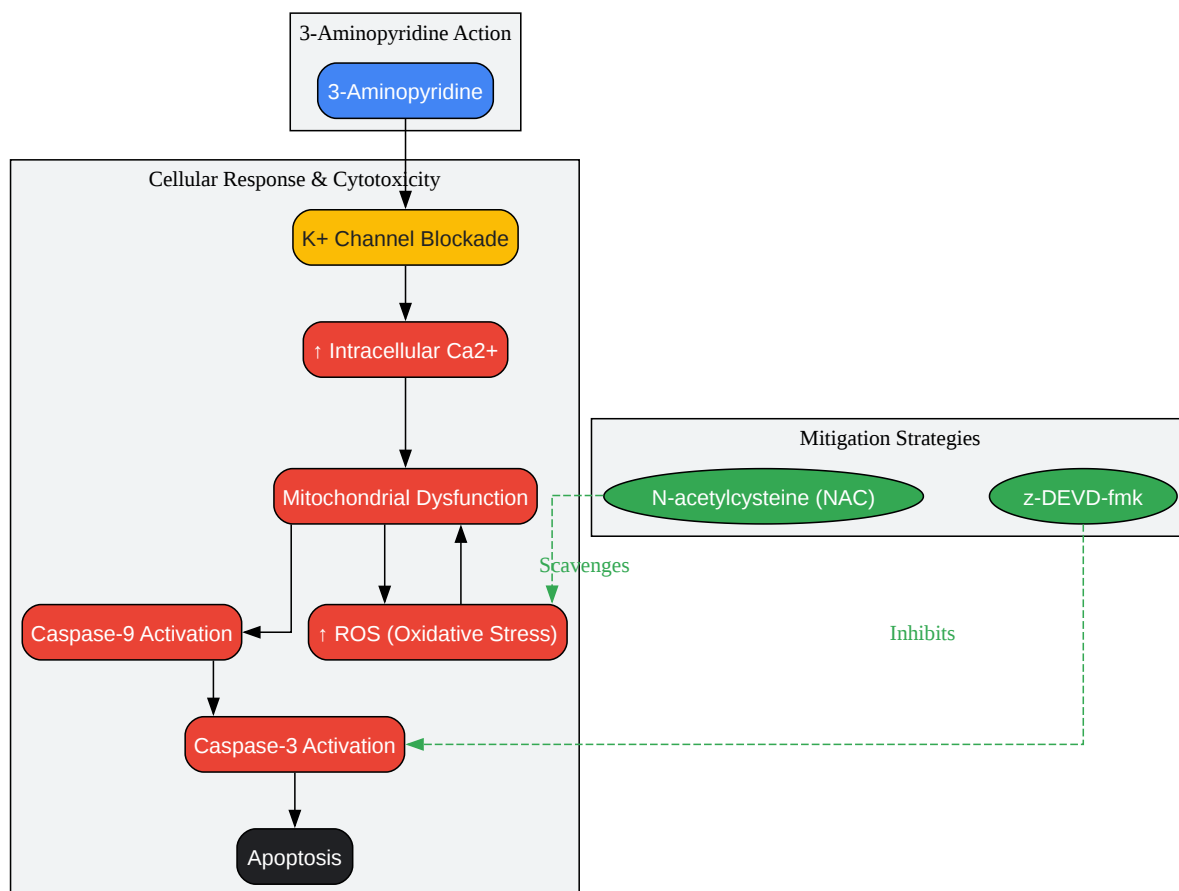 3-Aminopyridine Action
3-Aminopyridine
Cellular Response & Cytotoxicity
K+ Channel Blockade
↑ Intracellular Ca2+
Mitigation Strategies
Mitochondrial Dysfunction
N-acetylcysteine (NAC)
z-DEVD-fmk
Scavenges
Caspase-9 Activation
↑ ROS (Oxidative Stress)
Inhibits
Caspase-3 Activation
Apoptosis